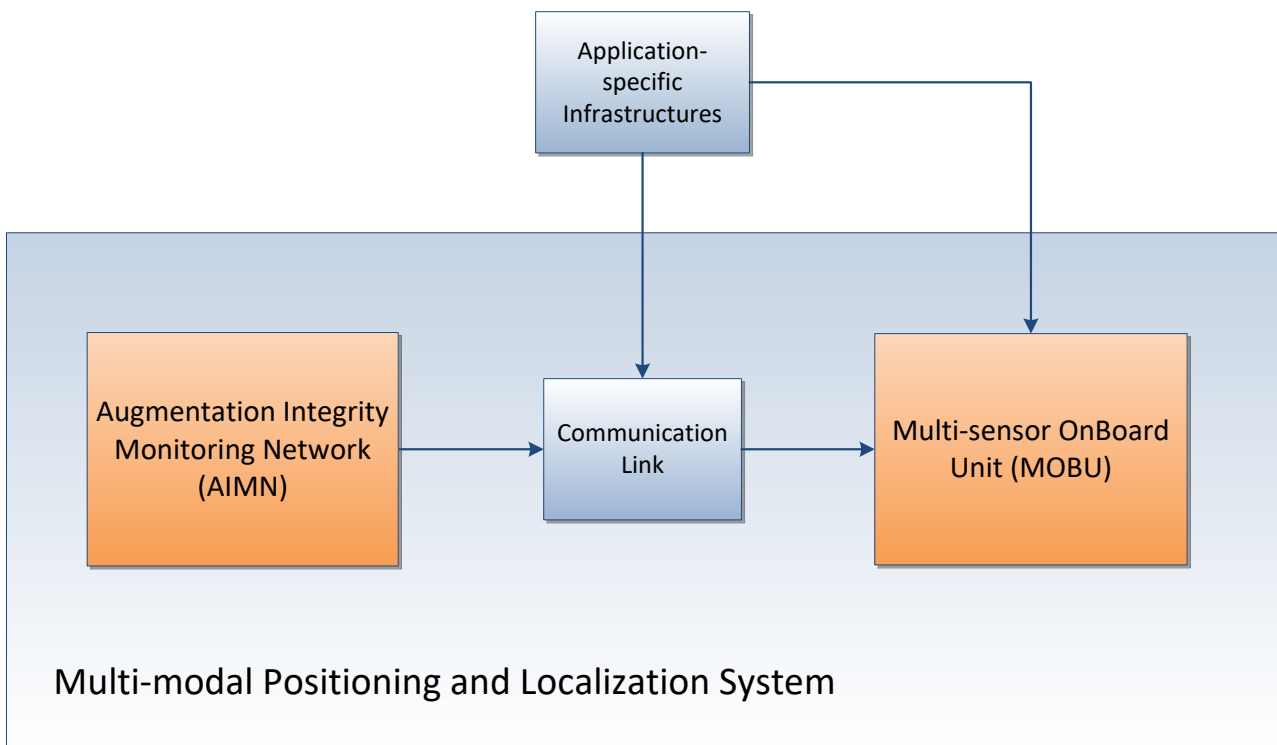 Application-
specific
Infrastructures
Augmentation Integrity
Monitoring Network
(AIMN)
Communication
Link
Multi-sensor OnBoard
Unit (MOBU)
Multi-modal Positioning and Localization System